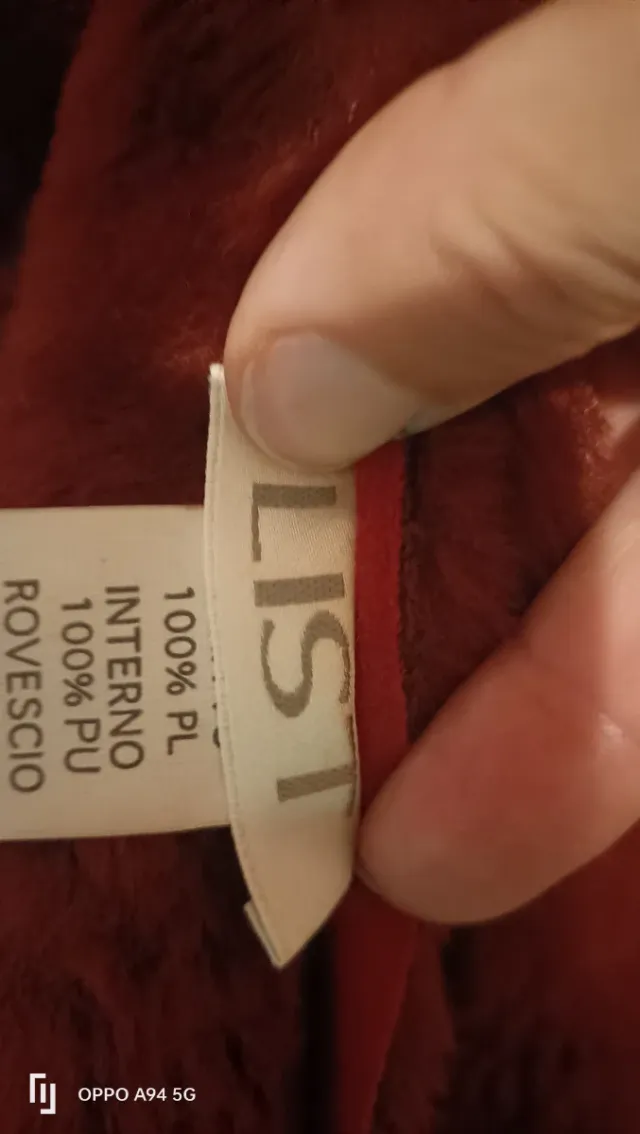 LIST
100% PL
INTERNO
100% PU
ROVESCIO
OPPO A94 5G